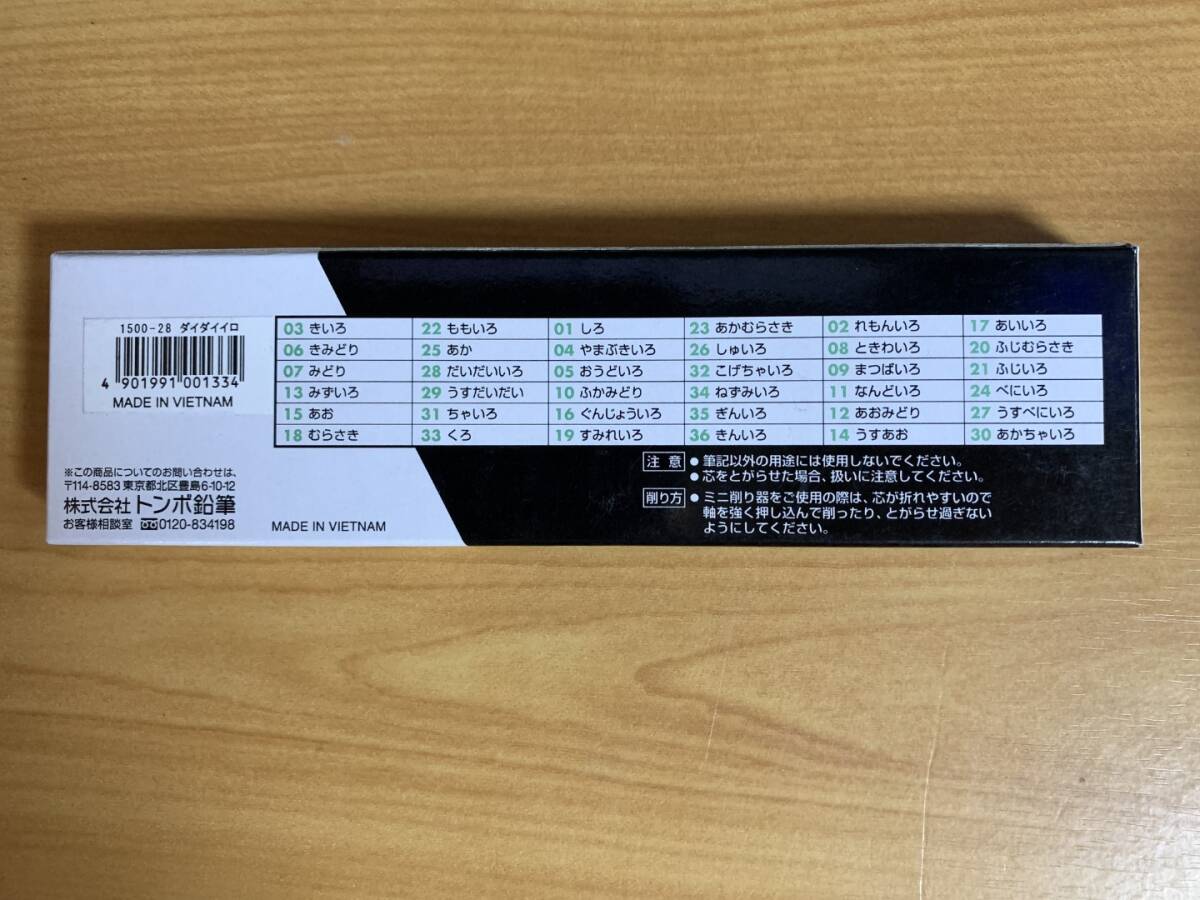 1500-28 ダイダイイロ
4 901991 001334
MADE IN VIETNAM
03 きいろ 22 ももいろ 01 しろ 23 あかむらさき 02 れもんいろ 17 あいいろ
06 きみどり 25 あか 04 やまぶきいろ 26 しゅいろ 08 ときわいろ 20 ふじむらさき
07 みどり 28 だいだいいろ 05 おうどいろ 32 こげちゃいろ 09 まつばいろ 21 ふじいろ
13 みずいろ 29 うすだいだい 10 ふかみどり 34 ねずみいろ 11 なんどいろ 24 べにいろ
15 あお 31 ちゃいろ 16 ぐんじょういろ 35 ぎんいろ 12 あおみどり 27 うすべにいろ
18 むらさき 33 くろ 19 すみれいろ 36 きんいろ 14 うすあお 30 あかちゃいろ
※この商品についてのお問い合わせは、
〒114-8583 東京都北区豊島6-10-12
株式会社 トンボ鉛筆
お客様相談室 0120-834198
MADE IN VIETNAM
注 意 ● 筆記以外の用途には使用しないでください。
● 芯をとがらせた場合、扱いに注意してください。
削り方 ● ミニ削り器をご使用の際は、芯が折れやすいので
軸を強く押し込んで削ったり、とがらせ過ぎない
ようにしてください。